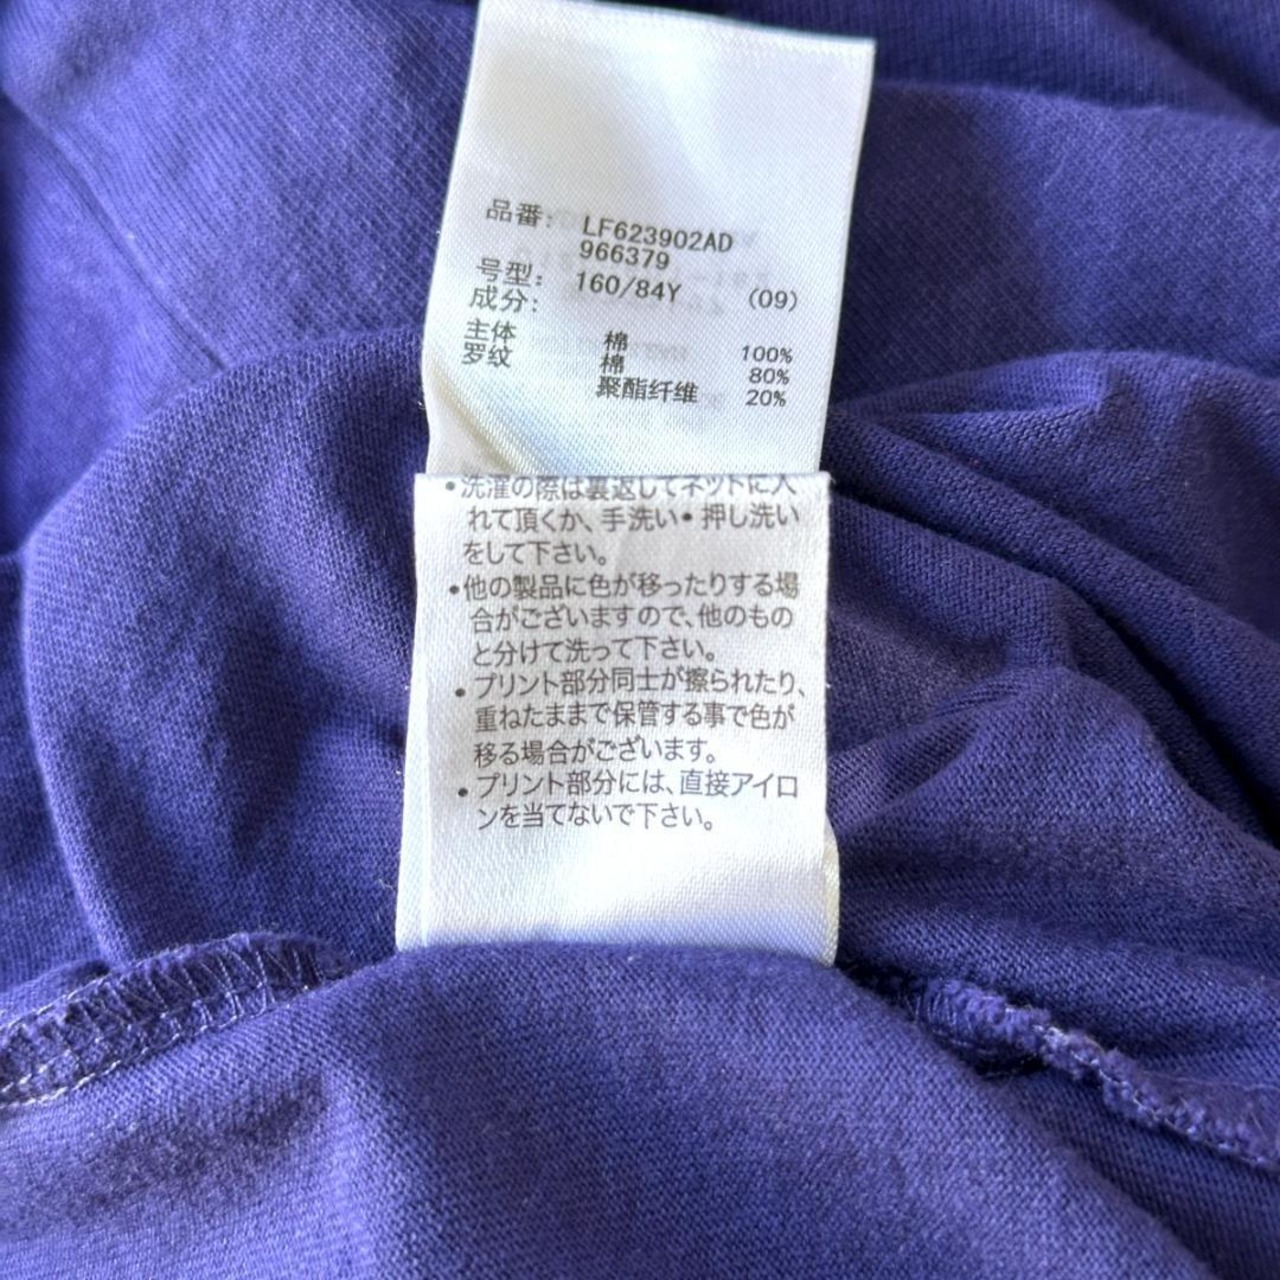 品番: LF623902AD
966379
号型: 160/84Y (09)
成分:
主体 棉 100%
罗纹 棉 80%
聚酯纤维 20%
•洗濯の際は裏返してネットに入
れて頂くか、手洗い•押し洗い
をして下さい。
•他の製品に色が移ったりする場
合がございますので、他のもの
と分けて洗って下さい。
•プリント部分同士が擦られたり、
重ねたままで保管する事で色が
移る場合がございます。
•プリント部分には、直接アイロ
ンを当てないで下さい。